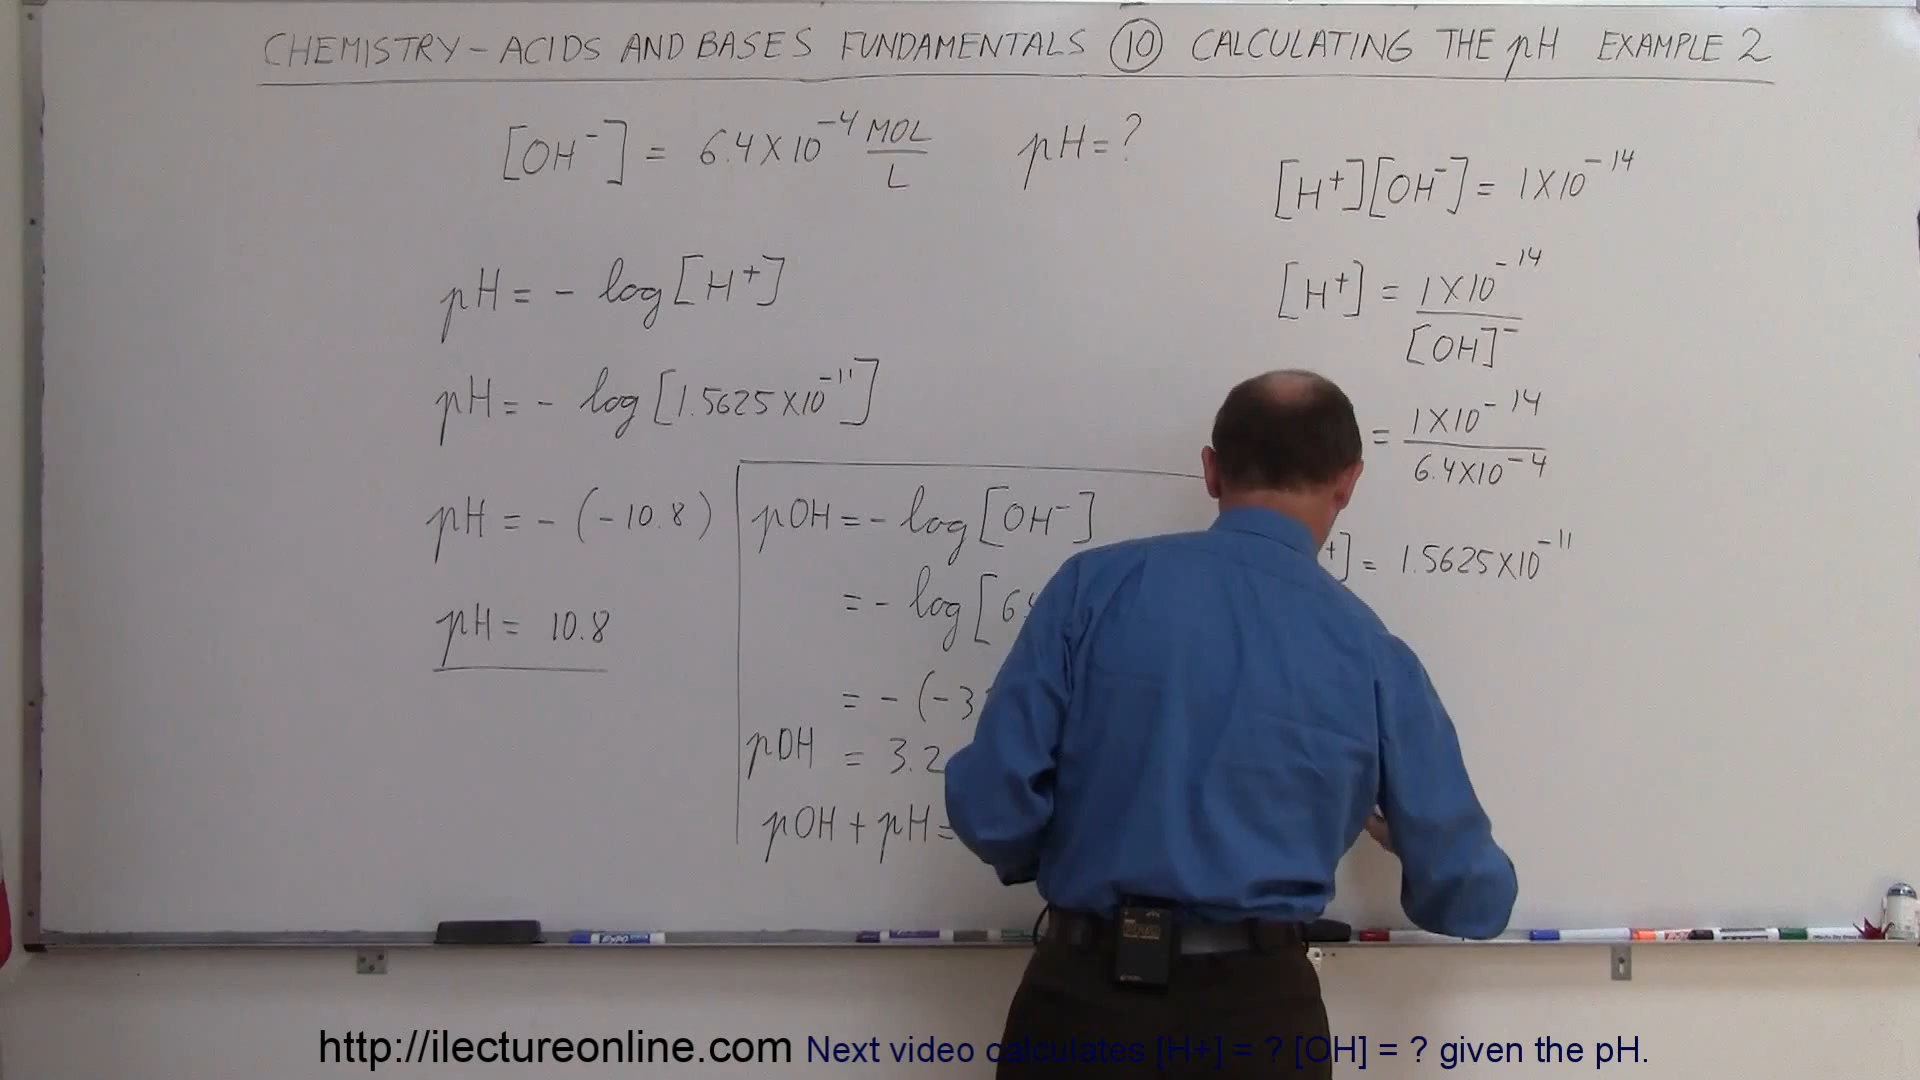 CHEMISTRY - ACIDS AND BASES FUNDAMENTALS 10 CALCULATING THE pH EXAMPLE 2
[OH⁻] = 6.4 X 10⁻⁴ MOL/L pH = ?
pH = - log [H⁺]
pH = - log [1.5625 X 10⁻¹¹]
pH = - (-10.8)
pH = 10.8
pOH = - log [OH⁻]
= - log [6
= - (-3
pOH = 3.2
pOH + pH =
[H⁺][OH⁻] = 1 X 10⁻¹⁴
[H⁺] = 1 X 10⁻¹⁴ / [OH]⁻
= 1 X 10⁻¹⁴ / 6.4 X 10⁻⁴
⁺] = 1.5625 X 10⁻¹¹
EXPO
http://ilectureonline.com Next video calculates [H+] = ? [OH] = ? given the pH.